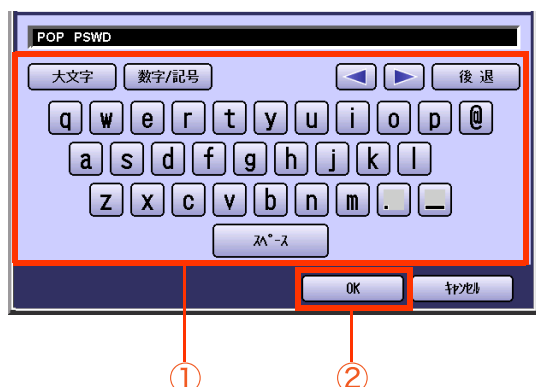 POP PSWD
大文字 数字/記号 後 退
q w e r t y u i o p @
a s d f g h j k l
z x c v b n m . _
ｽﾍﾟｰｽ
OK ｷｬﾝｾﾙ
① ②